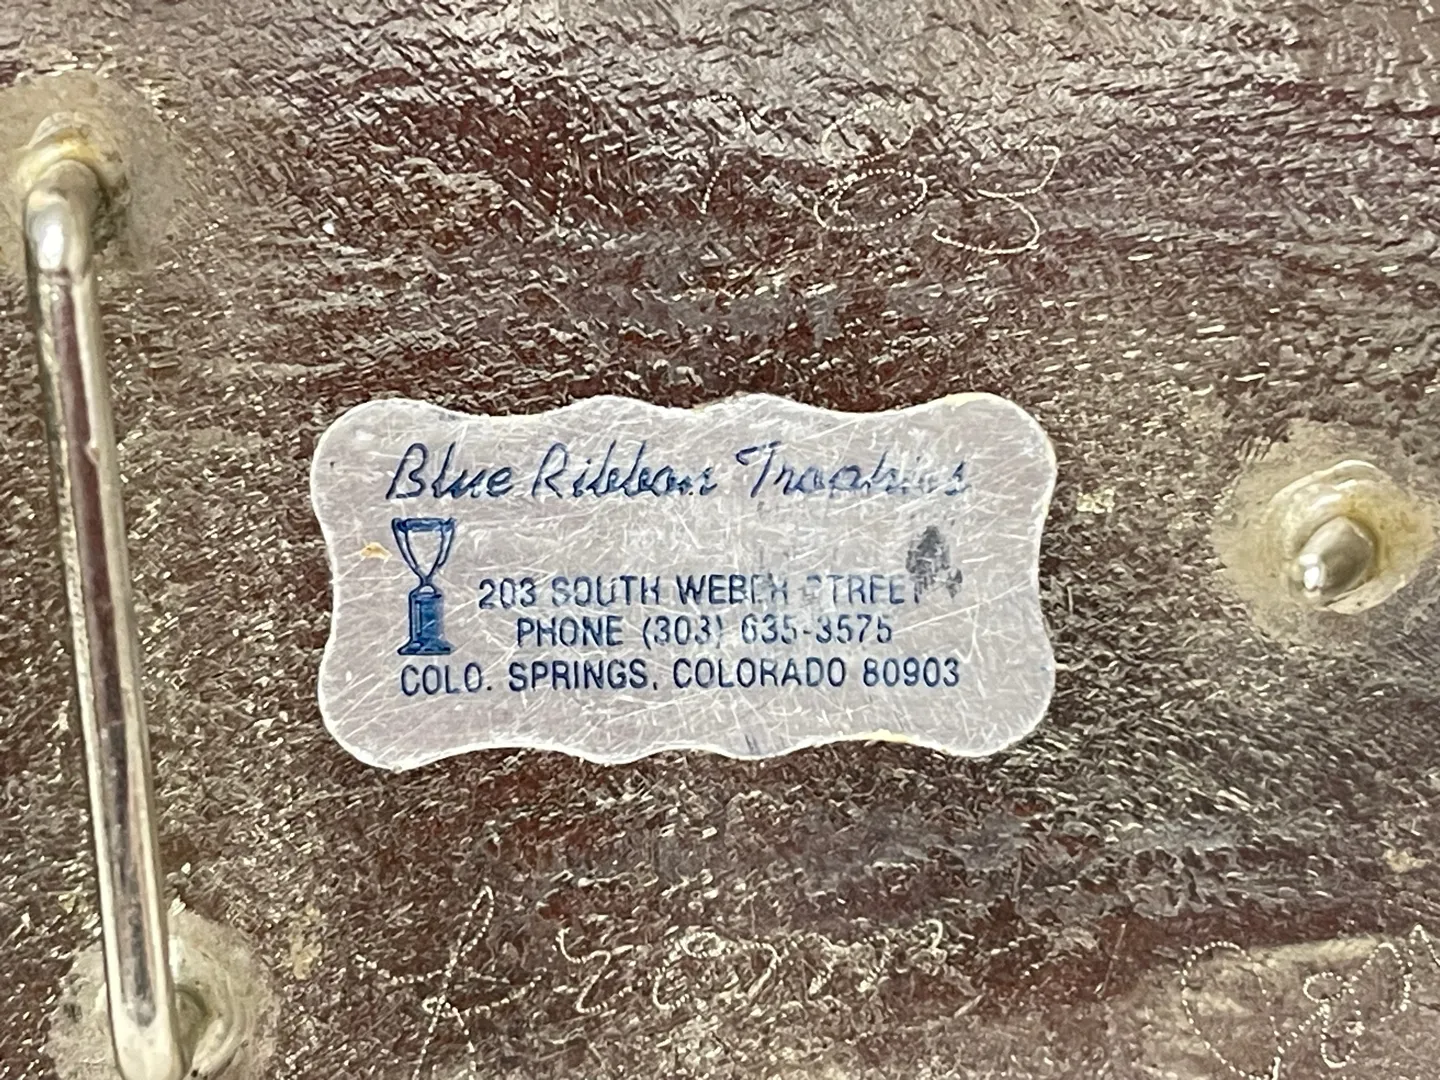 Blue Ribbon Trophies
203 SOUTH WEBER STREET
PHONE (303) 635-3575
COLO. SPRINGS, COLORADO 80903